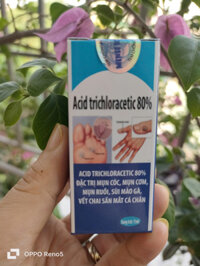 Acid trichloracetic 80%
ACID TRICHLORACETIC 80%
ĐẶC TRỊ MỤN CÓC, MỤN CƠM,
MỤN RUỒI, SÙI MÀO GÀ,
VẾT CHAI SẦN MẮT CÁ CHÂN
OPPO Reno5